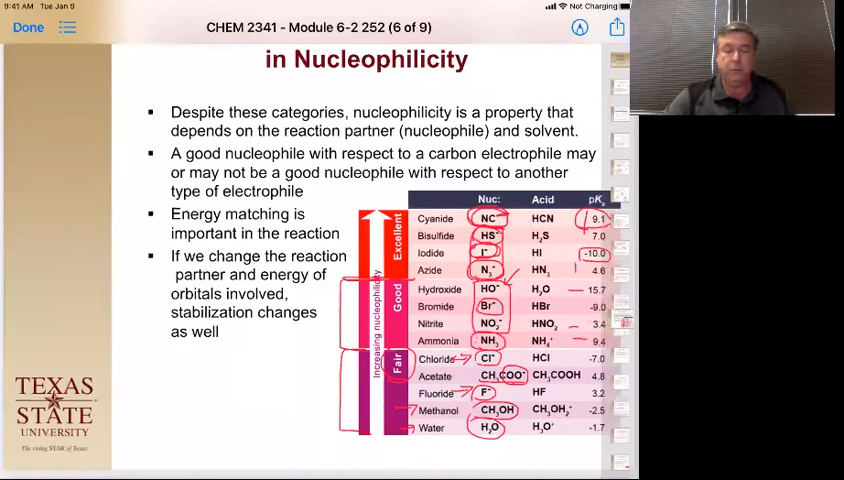 9:41 AM Tue Jan 9
Not Charging
Done
CHEM 2341 - Module 6-2 252 (6 of 9)
in Nucleophilicity
Despite these categories, nucleophilicity is a property that
depends on the reaction partner (nucleophile) and solvent.
A good nucleophile with respect to a carbon electrophile may
or may not be a good nucleophile with respect to another
type of electrophile
Energy matching is
important in the reaction
If we change the reaction
partner and energy of
orbitals involved,
stabilization changes
as well
Increasing nucleophilicity
Excellent
Good
Fair
Nuc: Acid pKa
Cyanide NC⁻ HCN 9.1
Bisulfide HS⁻ H₂S 7.0
Iodide I⁻ HI -10.0
Azide N₃⁻ HN₃ 4.6
Hydroxide HO⁻ H₂O 15.7
Bromide Br⁻ HBr -9.0
Nitrite NO₂⁻ HNO₂ 3.4
Ammonia NH₃ NH₄⁺ 9.4
Chloride Cl⁻ HCl -7.0
Acetate CH₃COO⁻ CH₃COOH 4.8
Fluoride F⁻ HF 3.2
Methanol CH₃OH CH₃OH₂⁺ -2.5
Water H₂O H₃O⁺ -1.7
TEXAS
STATE
UNIVERSITY
The rising STAR of Texas